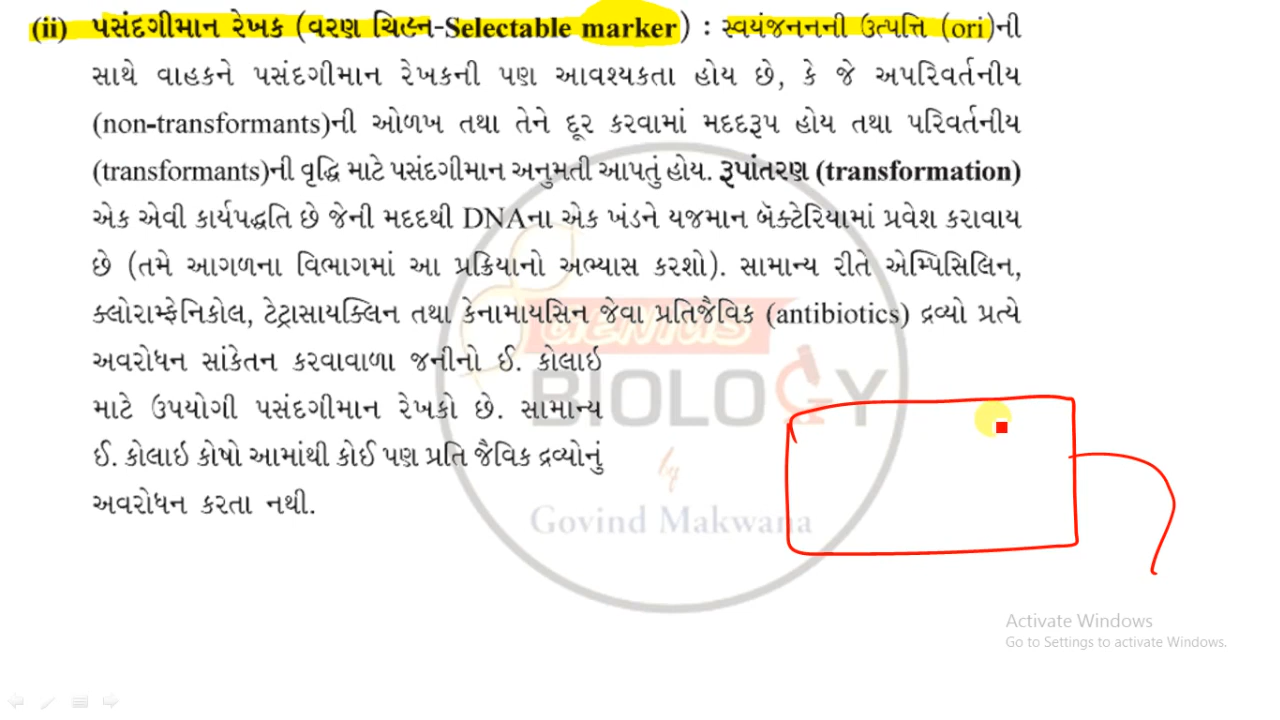 (ii) પસંદગીમાન રેખક (વરણ ચિહ્ન-Selectable marker) : સ્વયંજનનની ઉત્પત્તિ (ori)ની
સાથે વાહકને પસંદગીમાન રેખકની પણ આવશ્યકતા હોય છે, કે જે અપરિવર્તનીય
(non-transformants)ની ઓળખ તથા તેને દૂર કરવામાં મદદરૂપ હોય તથા પરિવર્તનીય
(transformants)ની વૃદ્ધિ માટે પસંદગીમાન અનુમતી આપતું હોય. રૂપાંતરણ (transformation)
એક એવી કાર્યપદ્ધતિ છે જેની મદદથી DNAના એક ખંડને યજમાન બૅક્ટેરિયામાં પ્રવેશ કરાવાય
છે (તમે આગળના વિભાગમાં આ પ્રક્રિયાનો અભ્યાસ કરશો). સામાન્ય રીતે એમ્પિસિલિન,
ક્લોરામ્ફેનિકોલ, ટેટ્રાસાયક્લિન તથા કેનામાયસિન જેવા પ્રતિજૈવિક (antibiotics) દ્રવ્યો પ્રત્યે
અવરોધન સાંકેતન કરવાવાળા જનીનો ઈ. કોલાઇ
માટે ઉપયોગી પસંદગીમાન રેખકો છે. સામાન્ય
ઈ. કોલાઇ કોષો આમાંથી કોઈ પણ પ્રતિ જૈવિક દ્રવ્યોનું
અવરોધન કરતા નથી.
GENIUS
BIOLOGY
by
Govind Makwana
Activate Windows
Go to Settings to activate Windows.